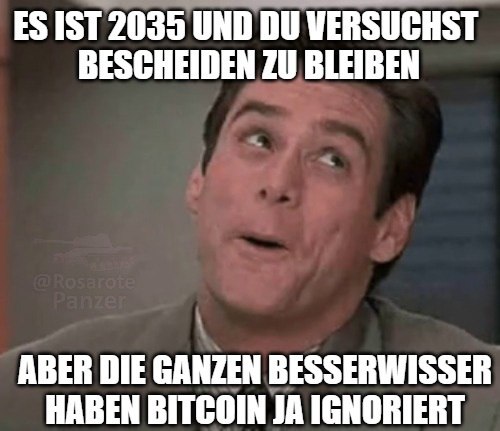 ES IST 2035 UND DU VERSUCHST
BESCHEIDEN ZU BLEIBEN
@Rosarote
Panzer
ABER DIE GANZEN BESSERWISSER
HABEN BITCOIN JA IGNORIERT